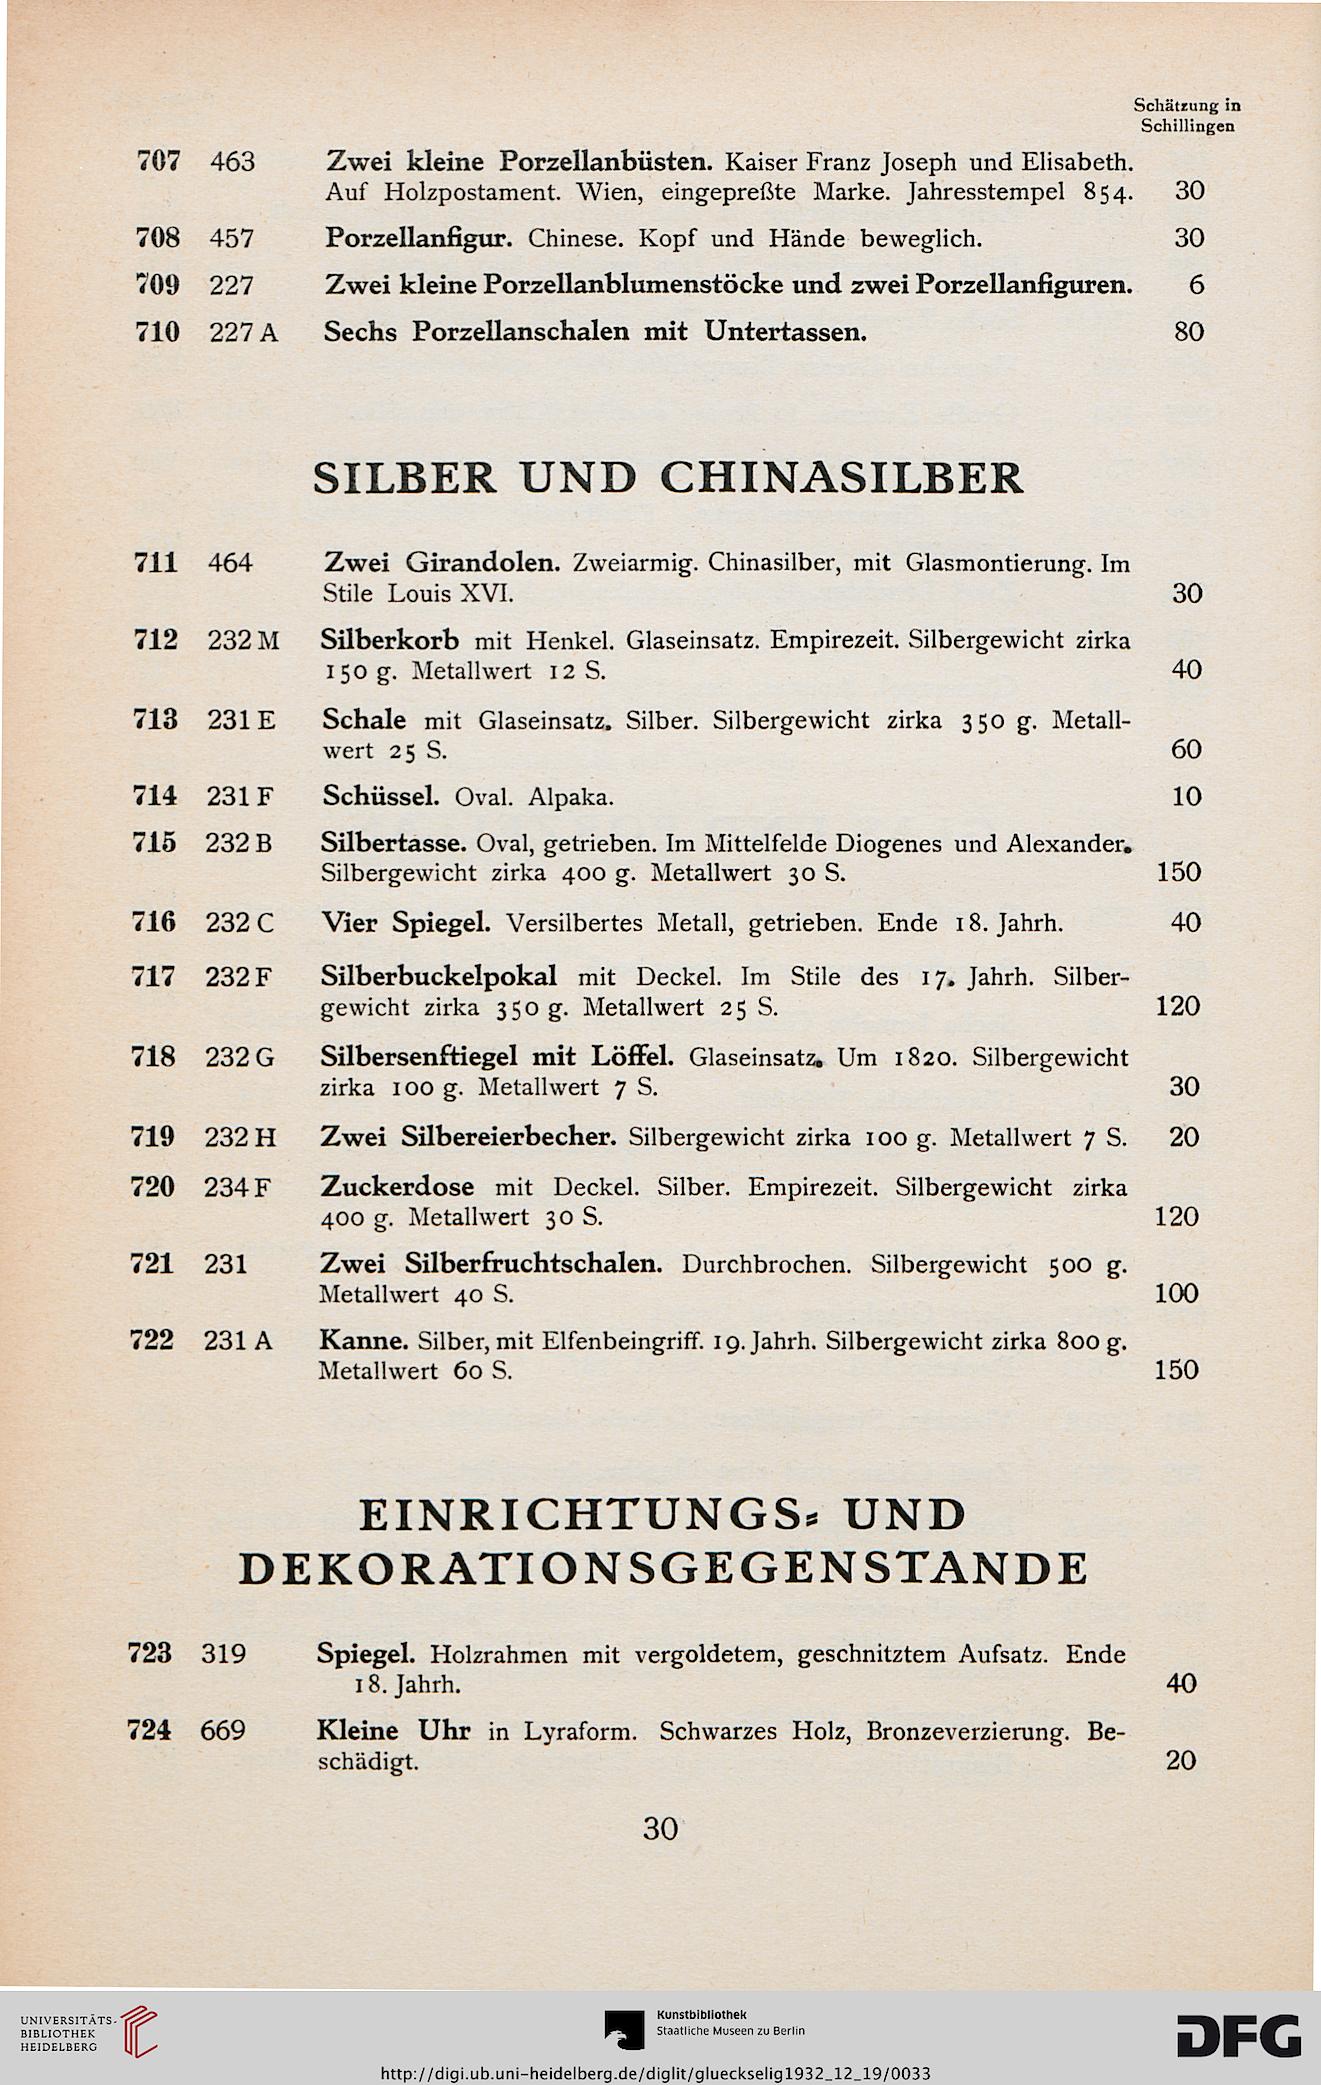 Schätzung in
Schillingen
707 463 Zwei kleine Porzellanbüsten. Kaiser Franz Joseph und Elisabeth.
Auf Holzpostament. Wien, eingepreßte Marke. Jahresstempel 854. 30
708 457 Porzellanfigur. Chinese. Kopf und Hände beweglich. 30
709 227 Zwei kleine Porzellanblumenstöcke und zwei Porzellanfiguren. 6
710 227 A Sechs Porzellanschalen mit Untertassen. 80
SILBER UND CHINASILBER
711 464 Zwei Girandolen. Zweiarmig. Chinasilber, mit Glasmontierung. Im
Stile Louis XVI. 30
712 232 M Silberkorb mit Henkel. Glaseinsatz. Empirezeit. Silbergewicht zirka
150 g. Metallwert 12 S. 40
713 231 E Schale mit Glaseinsatz. Silber. Silbergewicht zirka 350 g. Metall-
wert 25 S. 60
714 231 F Schüssel. Oval. Alpaka. 10
715 232 B Silbertasse. Oval, getrieben. Im Mittelfelde Diogenes und Alexander.
Silbergewicht zirka 400 g. Metallwert 30 S. 150
716 232 C Vier Spiegel. Versilbertes Metall, getrieben. Ende 18. Jahrh. 40
717 232 F Silberbuckelpokal mit Deckel. Im Stile des 17. Jahrh. Silber-
gewicht zirka 350 g. Metallwert 25 S. 120
718 232 G Silbersenftiegel mit Löffel. Glaseinsatz. Um 1820. Silbergewicht
zirka 100 g. Metallwert 7 S. 30
719 232 H Zwei Silbereierbecher. Silbergewicht zirka 100 g. Metallwert 7 S. 20
720 234 F Zuckerdose mit Deckel. Silber. Empirezeit. Silbergewicht zirka
400 g. Metallwert 30 S. 120
721 231 Zwei Silberfruchtschalen. Durchbrochen. Silbergewicht 500 g.
Metallwert 40 S. 100
722 231 A Kanne. Silber, mit Elfenbeingriff. 19. Jahrh. Silbergewicht zirka 800 g.
Metallwert 60 S. 150
EINRICHTUNGS- UND
DEKORATIONSGEGENSTANDE
723 319 Spiegel. Holzrahmen mit vergoldetem, geschnitztem Aufsatz. Ende
18. Jahrh. 40
724 669 Kleine Uhr in Lyraform. Schwarzes Holz, Bronzeverzierung. Be-
schädigt. 20
30
UNIVERSITÄTS-
BIBLIOTHEK
HEIDELBERG
Kunstbibliothek
Staatliche Museen zu Berlin
DFG
http://digi.ub.uni-heidelberg.de/diglit/glueckselig1932_12_19/0033